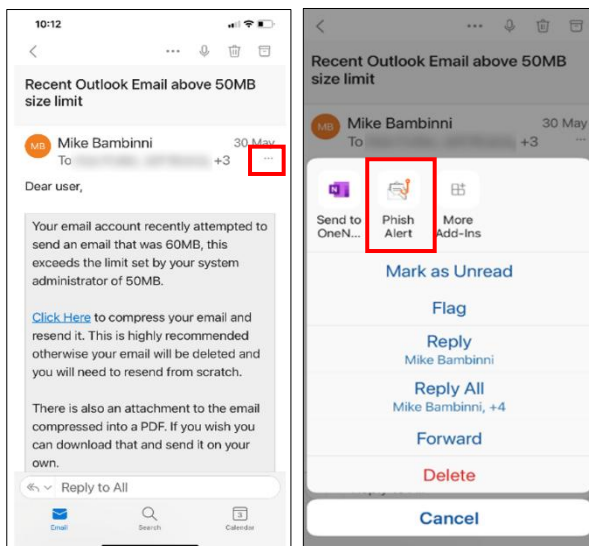 10:12
Recent Outlook Email above 50MB
size limit
MB
Mike Bambinni
30 May
To
+3
Dear user,
Your email account recently attempted to
send an email that was 60MB, this
exceeds the limit set by your system
administrator of 50MB.
Click Here to compress your email and
resend it. This is highly recommended
otherwise your email will be deleted and
you will need to resend from scratch.
There is also an attachment to the email
compressed into a PDF. If you wish you
can download that and send it on your
own.
Reply to All
Email
Search
3
Calendar
Recent Outlook Email above 50MB
size limit
MB
Mike Bambinni
30 May
To
+3
Send to
OneN...
Phish
Alert
More
Add-Ins
Mark as Unread
Flag
Reply
Mike Bambinni
Reply All
Mike Bambinni, +4
Forward
Delete
Cancel